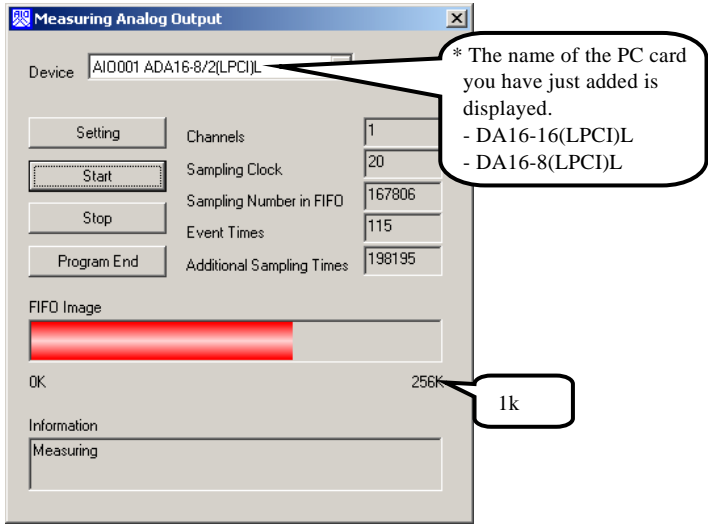 AIO
Measuring Analog Output
Device AIO001 ADA16-8/2(LPCI)L
* The name of the PC card
you have just added is
displayed.
- DA16-16(LPCI)L
- DA16-8(LPCI)L
Setting
Start
Stop
Program End
Channels 1
Sampling Clock 20
Sampling Number in FIFO 167806
Event Times 115
Additional Sampling Times 198195
FIFO Image
0K 256K
1k
Information
Measuring